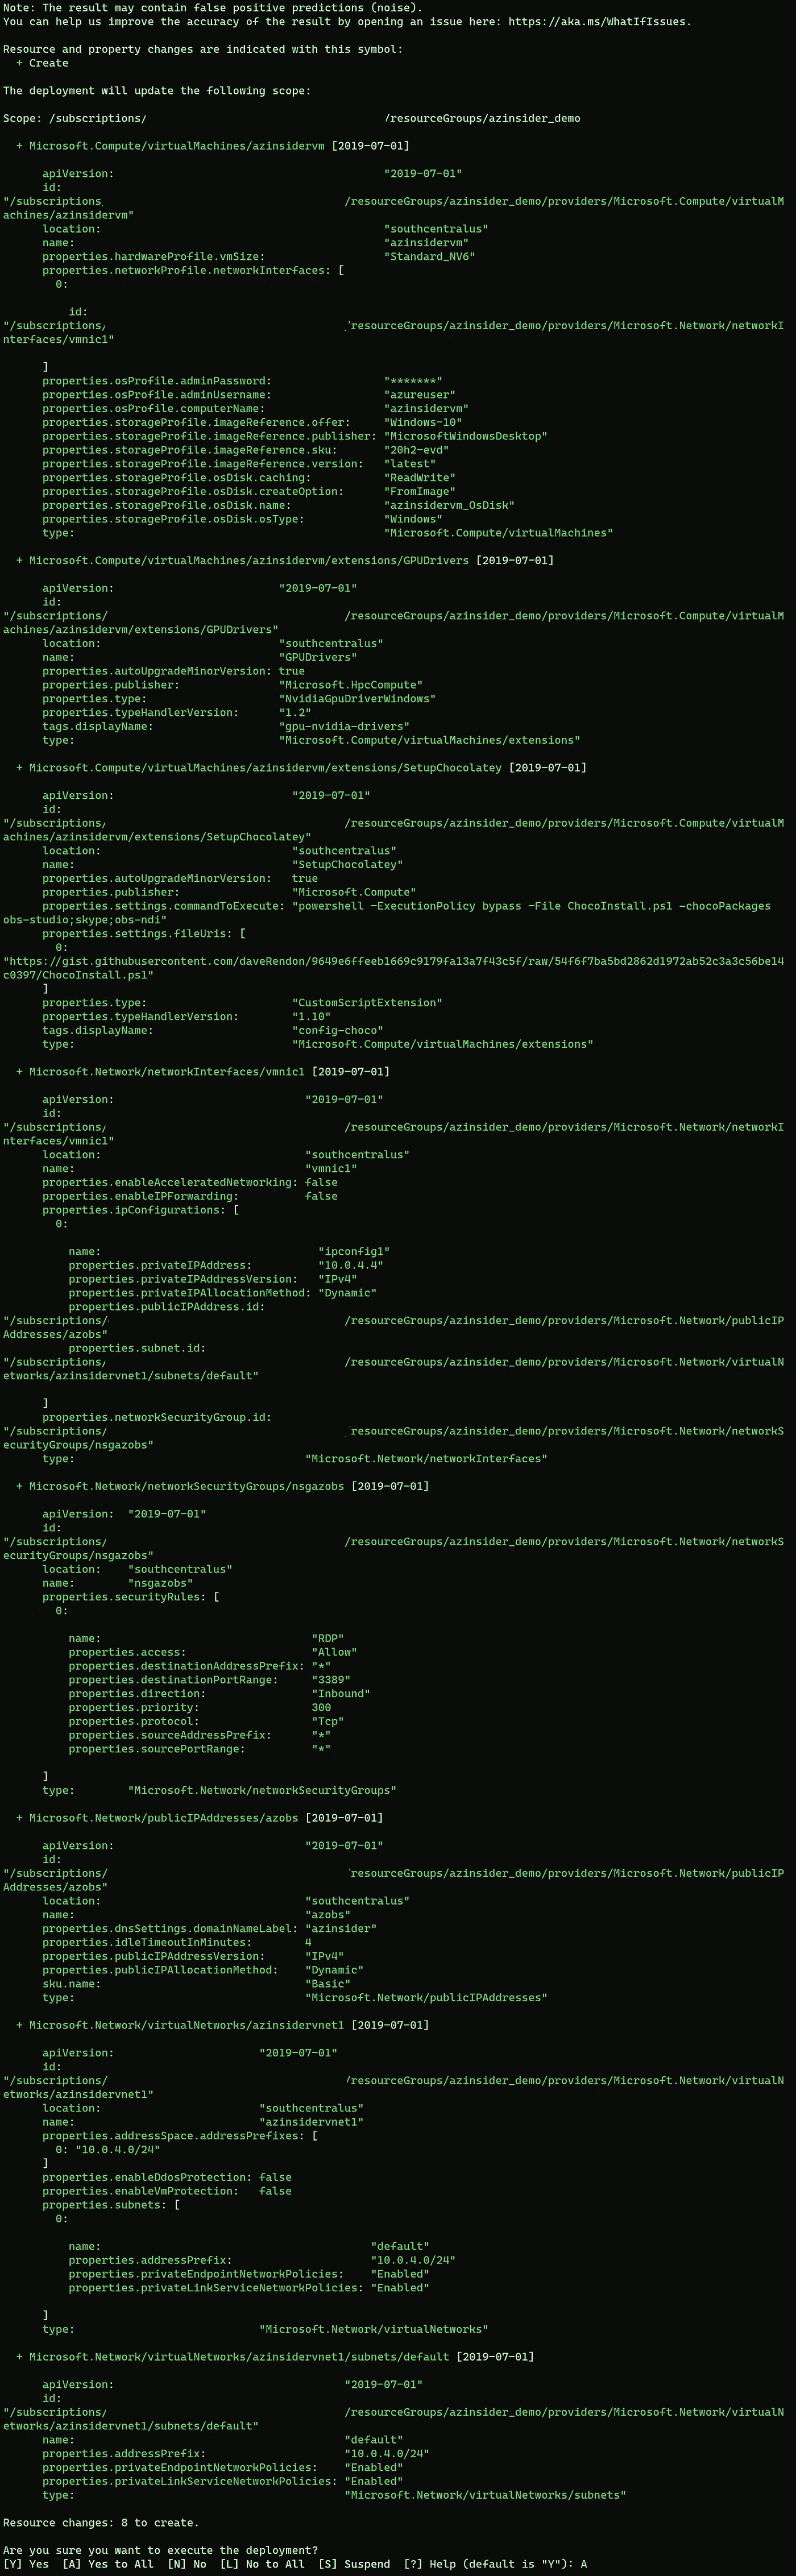 Note: The result may contain false positive predictions (noise).
You can help us improve the accuracy of the result by opening an issue here: https://aka.ms/WhatIfIssues.
Resource and property changes are indicated with this symbol:
+ Create
The deployment will update the following scope:
Scope: /subscriptions/ /resourceGroups/azinsider_demo
+ Microsoft.Compute/virtualMachines/azinsidervm [2019-07-01]
apiVersion: "2019-07-01"
id:
"/subscriptions /resourceGroups/azinsider_demo/providers/Microsoft.Compute/virtualM
achines/azinsidervm"
location: "southcentralus"
name: "azinsidervm"
properties.hardwareProfile.vmSize: "Standard_NV6"
properties.networkProfile.networkInterfaces: [
0:
id:
"/subscriptions/ /resourceGroups/azinsider_demo/providers/Microsoft.Network/networkI
nterfaces/vmnic1"
]
properties.osProfile.adminPassword: "*******"
properties.osProfile.adminUsername: "azureuser"
properties.osProfile.computerName: "azinsidervm"
properties.storageProfile.imageReference.offer: "Windows-10"
properties.storageProfile.imageReference.publisher: "MicrosoftWindowsDesktop"
properties.storageProfile.imageReference.sku: "20h2-evd"
properties.storageProfile.imageReference.version: "latest"
properties.storageProfile.osDisk.caching: "ReadWrite"
properties.storageProfile.osDisk.createOption: "FromImage"
properties.storageProfile.osDisk.name: "azinsidervm_OsDisk"
properties.storageProfile.osDisk.osType: "Windows"
type: "Microsoft.Compute/virtualMachines"
+ Microsoft.Compute/virtualMachines/azinsidervm/extensions/GPUDrivers [2019-07-01]
apiVersion: "2019-07-01"
id:
"/subscriptions/ /resourceGroups/azinsider_demo/providers/Microsoft.Compute/virtualM
achines/azinsidervm/extensions/GPUDrivers"
location: "southcentralus"
name: "GPUDrivers"
properties.autoUpgradeMinorVersion: true
properties.publisher: "Microsoft.HpcCompute"
properties.type: "NvidiaGpuDriverWindows"
properties.typeHandlerVersion: "1.2"
tags.displayName: "gpu-nvidia-drivers"
type: "Microsoft.Compute/virtualMachines/extensions"
+ Microsoft.Compute/virtualMachines/azinsidervm/extensions/SetupChocolatey [2019-07-01]
apiVersion: "2019-07-01"
id:
"/subscriptions/ /resourceGroups/azinsider_demo/providers/Microsoft.Compute/virtualM
achines/azinsidervm/extensions/SetupChocolatey"
location: "southcentralus"
name: "SetupChocolatey"
properties.autoUpgradeMinorVersion: true
properties.publisher: "Microsoft.Compute"
properties.settings.commandToExecute: "powershell -ExecutionPolicy bypass -File ChocoInstall.ps1 -chocoPackages
obs-studio;skype;obs-ndi"
properties.settings.fileUris: [
0:
"https://gist.githubusercontent.com/daveRendon/9649e6ffeeb1669c9179fa13a7f43c5f/raw/54f6f7ba5bd2862d1972ab52c3a3c56be14
c0397/ChocoInstall.ps1"
]
properties.type: "CustomScriptExtension"
properties.typeHandlerVersion: "1.10"
tags.displayName: "config-choco"
type: "Microsoft.Compute/virtualMachines/extensions"
+ Microsoft.Network/networkInterfaces/vmnic1 [2019-07-01]
apiVersion: "2019-07-01"
id:
"/subscriptions/ /resourceGroups/azinsider_demo/providers/Microsoft.Network/networkI
nterfaces/vmnic1"
location: "southcentralus"
name: "vmnic1"
properties.enableAcceleratedNetworking: false
properties.enableIPForwarding: false
properties.ipConfigurations: [
0:
name: "ipconfig1"
properties.privateIPAddress: "10.0.4.4"
properties.privateIPAddressVersion: "IPv4"
properties.privateIPAllocationMethod: "Dynamic"
properties.publicIPAddress.id:
"/subscriptions/ /resourceGroups/azinsider_demo/providers/Microsoft.Network/publicIP
Addresses/azobs"
properties.subnet.id:
"/subscriptions/ /resourceGroups/azinsider_demo/providers/Microsoft.Network/virtualN
etworks/azinsidervnet1/subnets/default"
]
properties.networkSecurityGroup.id:
"/subscriptions/ resourceGroups/azinsider_demo/providers/Microsoft.Network/networkS
ecurityGroups/nsgazobs"
type: "Microsoft.Network/networkInterfaces"
+ Microsoft.Network/networkSecurityGroups/nsgazobs [2019-07-01]
apiVersion: "2019-07-01"
id:
"/subscriptions/ /resourceGroups/azinsider_demo/providers/Microsoft.Network/networkS
ecurityGroups/nsgazobs"
location: "southcentralus"
name: "nsgazobs"
properties.securityRules: [
0:
name: "RDP"
properties.access: "Allow"
properties.destinationAddressPrefix: "*"
properties.destinationPortRange: "3389"
properties.direction: "Inbound"
properties.priority: 300
properties.protocol: "Tcp"
properties.sourceAddressPrefix: "*"
properties.sourcePortRange: "*"
]
type: "Microsoft.Network/networkSecurityGroups"
+ Microsoft.Network/publicIPAddresses/azobs [2019-07-01]
apiVersion: "2019-07-01"
id:
"/subscriptions/ resourceGroups/azinsider_demo/providers/Microsoft.Network/publicIP
Addresses/azobs"
location: "southcentralus"
name: "azobs"
properties.dnsSettings.domainNameLabel: "azinsider"
properties.idleTimeoutInMinutes: 4
properties.publicIPAddressVersion: "IPv4"
properties.publicIPAllocationMethod: "Dynamic"
sku.name: "Basic"
type: "Microsoft.Network/publicIPAddresses"
+ Microsoft.Network/virtualNetworks/azinsidervnet1 [2019-07-01]
apiVersion: "2019-07-01"
id:
"/subscriptions/ /resourceGroups/azinsider_demo/providers/Microsoft.Network/virtualN
etworks/azinsidervnet1"
location: "southcentralus"
name: "azinsidervnet1"
properties.addressSpace.addressPrefixes: [
0: "10.0.4.0/24"
]
properties.enableDdosProtection: false
properties.enableVmProtection: false
properties.subnets: [
0:
name: "default"
properties.addressPrefix: "10.0.4.0/24"
properties.privateEndpointNetworkPolicies: "Enabled"
properties.privateLinkServiceNetworkPolicies: "Enabled"
]
type: "Microsoft.Network/virtualNetworks"
+ Microsoft.Network/virtualNetworks/azinsidervnet1/subnets/default [2019-07-01]
apiVersion: "2019-07-01"
id:
"/subscriptions/ /resourceGroups/azinsider_demo/providers/Microsoft.Network/virtualN
etworks/azinsidervnet1/subnets/default"
name: "default"
properties.addressPrefix: "10.0.4.0/24"
properties.privateEndpointNetworkPolicies: "Enabled"
properties.privateLinkServiceNetworkPolicies: "Enabled"
type: "Microsoft.Network/virtualNetworks/subnets"
Resource changes: 8 to create.
Are you sure you want to execute the deployment?
[Y] Yes [A] Yes to All [N] No [L] No to All [S] Suspend [?] Help (default is "Y"): A